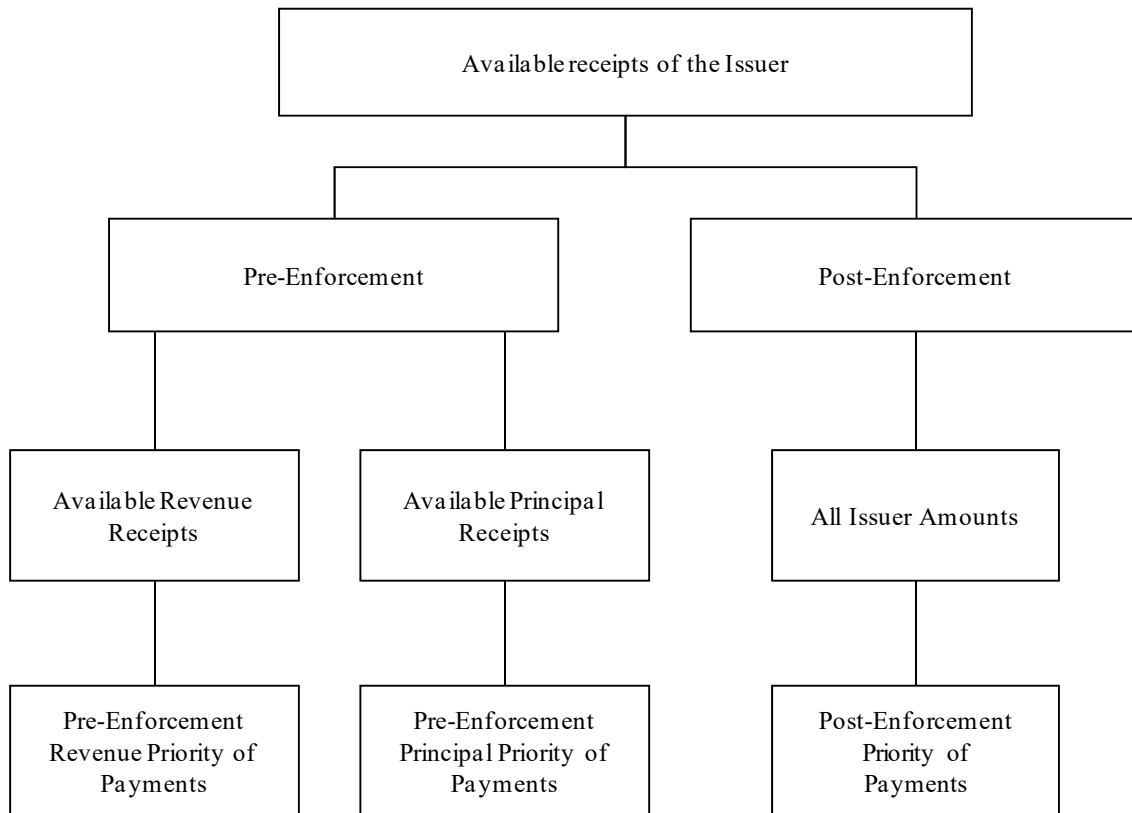 Available receipts of the Issuer
Pre-Enforcement
Post-Enforcement
Available Revenue
Receipts
Available Principal
Receipts
All Issuer Amounts
Pre-Enforcement
Revenue Priority of
Payments
Pre-Enforcement
Principal Priority of
Payments
Post-Enforcement
Priority of
Payments